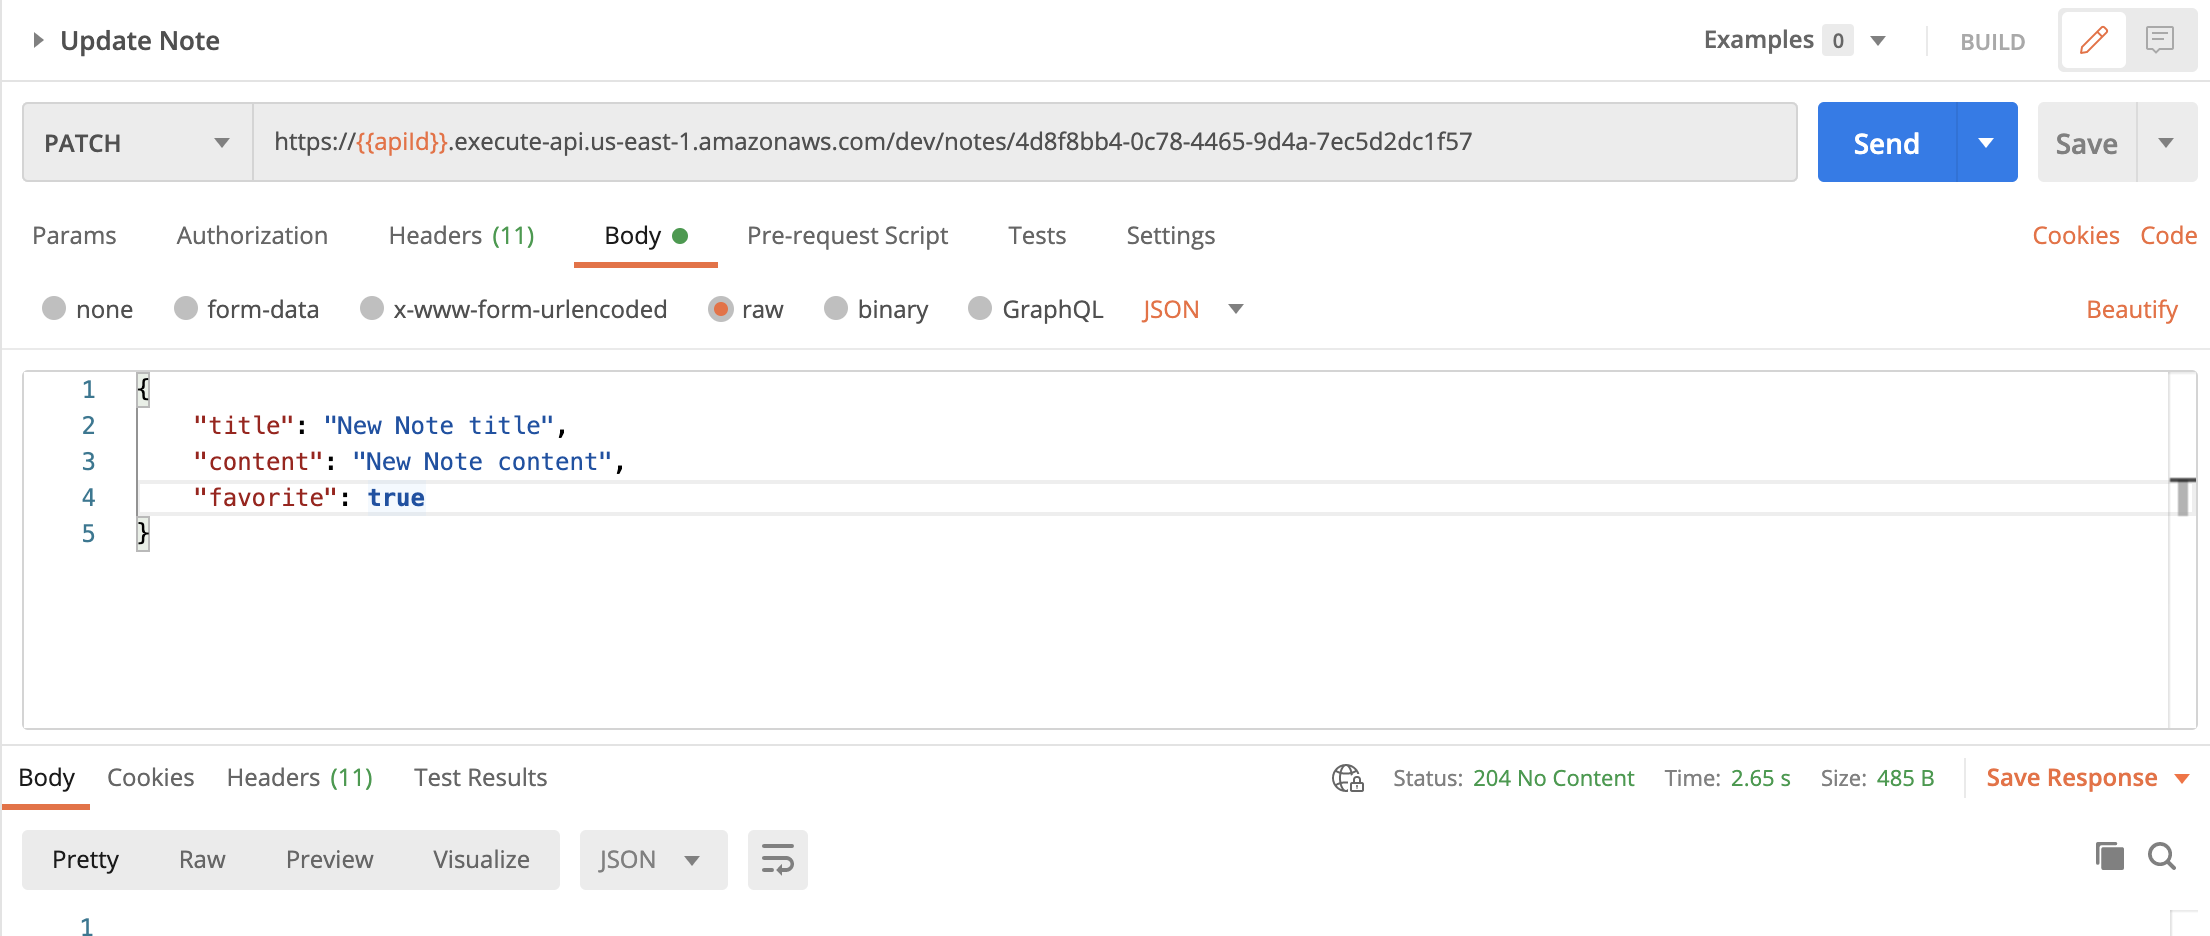 Update Note Examples 0 BUILD
PATCH https://{{apiId}}.execute-api.us-east-1.amazonaws.com/dev/notes/4d8f8bb4-0c78-4465-9d4a-7ec5d2dc1f57 Send Save
Params Authorization Headers (11) Body Pre-request Script Tests Settings Cookies Code
none form-data x-www-form-urlencoded raw binary GraphQL JSON Beautify
1 {
2 "title": "New Note title",
3 "content": "New Note content",
4 "favorite": true
5 }
Body Cookies Headers (11) Test Results Status: 204 No Content Time: 2.65 s Size: 485 B Save Response
Pretty Raw Preview Visualize JSON
1